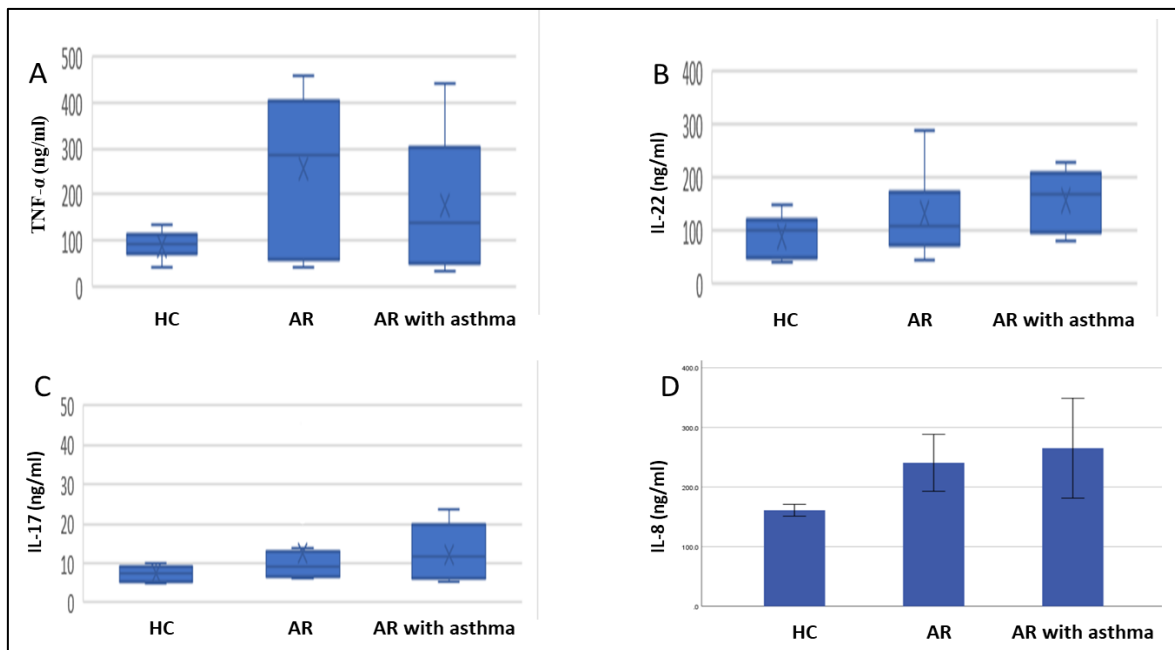 A
TNF-α (ng/ml)
500
400
300
200
100
0
HC AR AR with asthma
B
IL-22 (ng/ml)
400
300
200
100
0
HC AR AR with asthma
C
IL-17 (ng/ml)
50
40
30
20
10
0
HC AR AR with asthma
D
IL-8 (ng/ml)
400.0
300.0
200.0
100.0
.0
HC AR AR with asthma